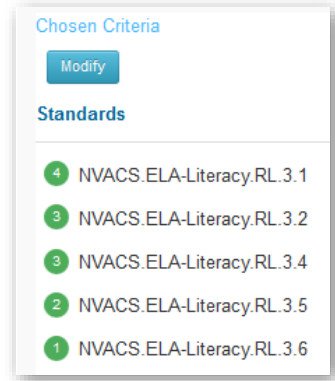 Chosen Criteria
Modify
Standards
4 NVACS.ELA-Literacy.RL.3.1
3 NVACS.ELA-Literacy.RL.3.2
3 NVACS.ELA-Literacy.RL.3.4
2 NVACS.ELA-Literacy.RL.3.5
1 NVACS.ELA-Literacy.RL.3.6